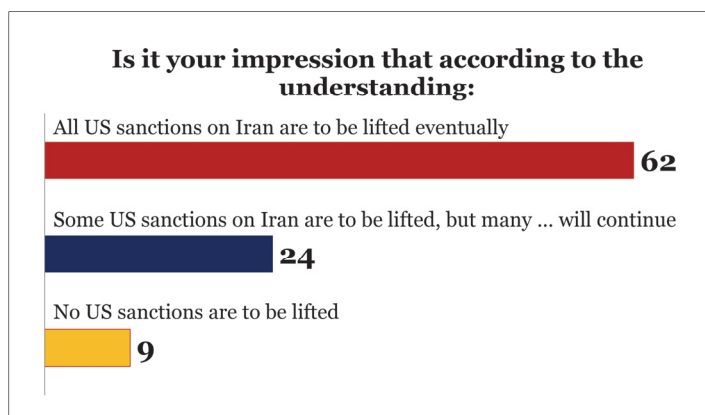 Is it your impression that according to the
understanding:
All US sanctions on Iran are to be lifted eventually
62
Some US sanctions on Iran are to be lifted, but many ... will continue
24
No US sanctions are to be lifted
9